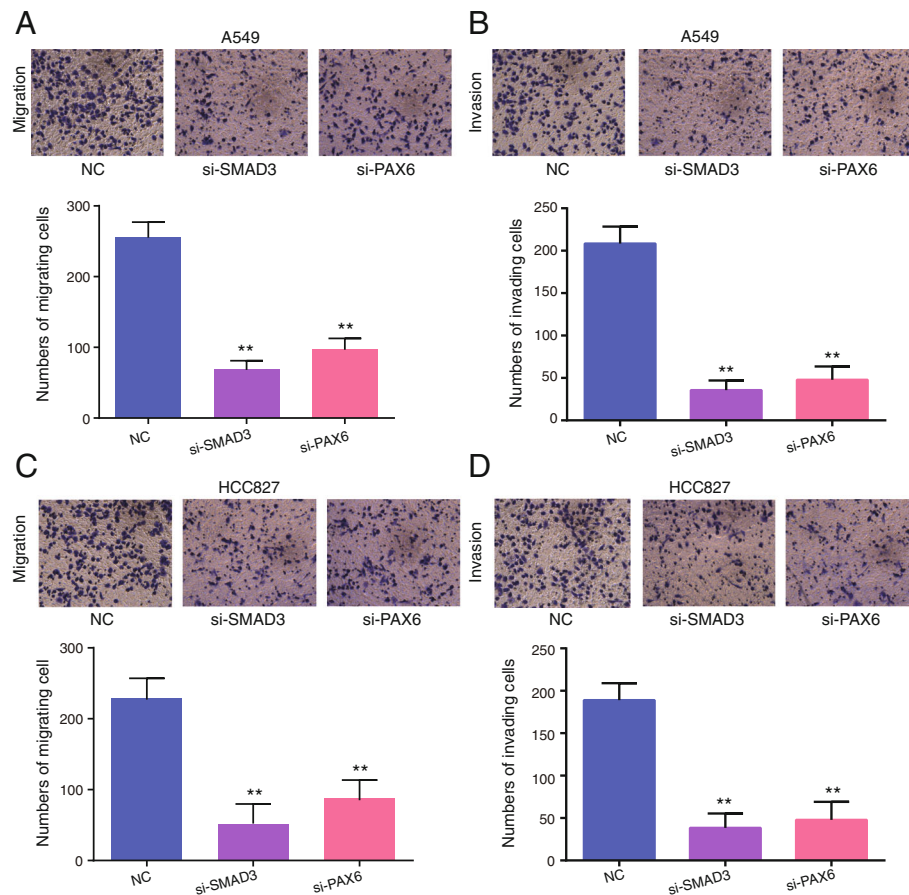 A
A549
Migration
NC
si-SMAD3
si-PAX6
Numbers of migrating cells
300
200
100
0
**
**
NC
si-SMAD3
si-PAX6
B
A549
Invasion
NC
si-SMAD3
si-PAX6
Numbers of invading cells
250
200
150
100
50
0
**
**
NC
si-SMAD3
si-PAX6
C
HCC827
Migration
NC
si-SMAD3
si-PAX6
Numbers of migrating cell
300
200
100
0
**
**
NC
si-SMAD3
si-PAX6
D
HCC827
Invasion
NC
si-SMAD3
si-PAX6
Numbers of invading cells
250
200
150
100
50
0
**
**
NC
si-SMAD3
si-PAX6